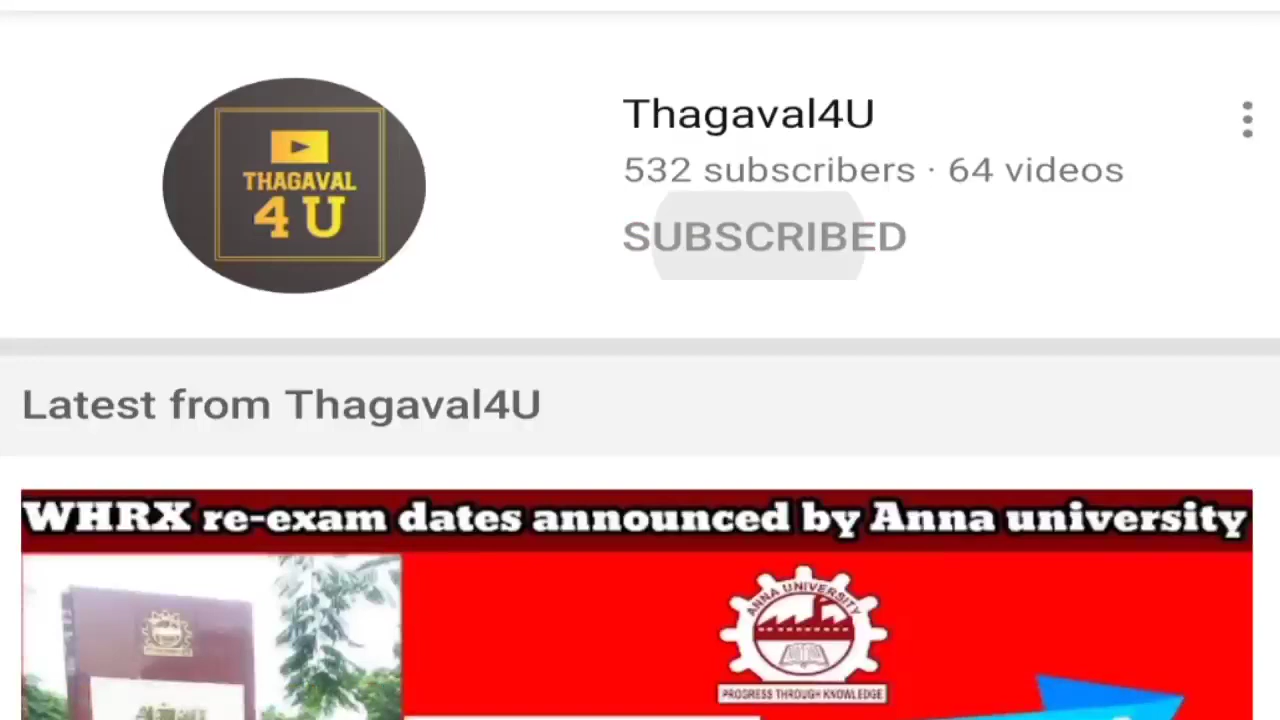 THAGAVAL
4 U
Thagaval4U
532 subscribers · 64 videos
SUBSCRIBED
Latest from Thagaval4U
WHRX re-exam dates announced by Anna university
ANNA UNIVERSITY
PROGRESS THROUGH KNOWLEDGE